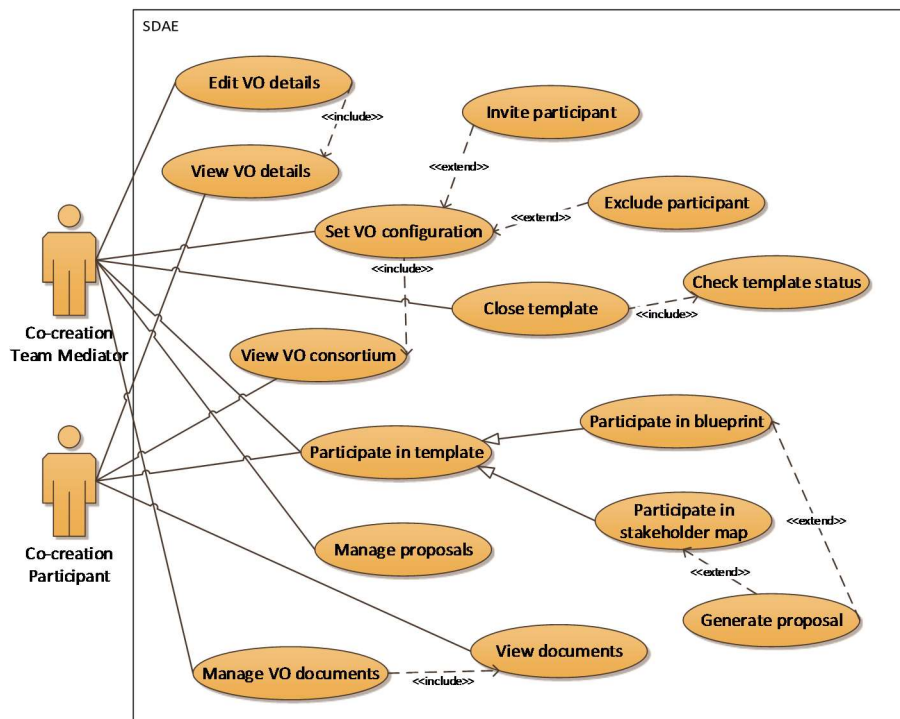 SDAE
Edit VO details
<<include>>
Invite participant
View VO details
<<extend>>
Exclude participant
<<extend>>
Set VO configuration
<<include>>
Check template status
Close template
<<include>>
Co-creation
Team Mediator
View VO consortium
Participate in blueprint
Participate in template
Participate in
stakeholder map
<<extend>>
Co-creation
Participant
Manage proposals
<<extend>>
Generate proposal
View documents
Manage VO documents
<<include>>